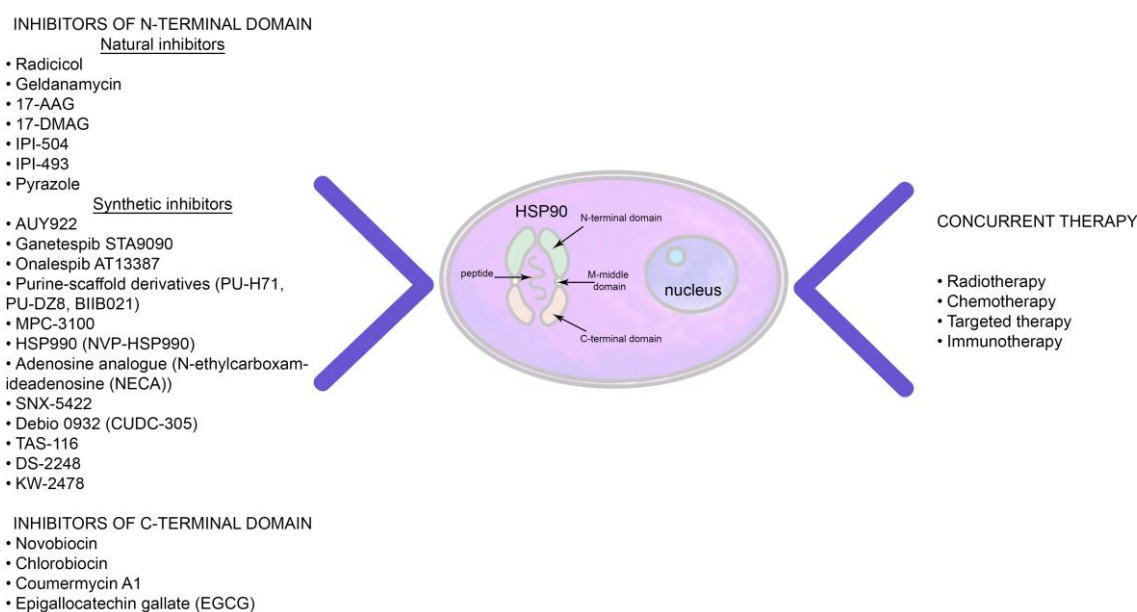 INHIBITORS OF N-TERMINAL DOMAIN
Natural inhibitors
• Radicicol
• Geldanamycin
• 17-AAG
• 17-DMAG
• IPI-504
• IPI-493
• Pyrazole
Synthetic inhibitors
• AUY922
• Ganetespib STA9090
• Onalespib AT13387
• Purine-scaffold derivatives (PU-H71,
PU-DZ8, BIIB021)
• MPC-3100
• HSP990 (NVP-HSP990)
• Adenosine analogue (N-ethylcarboxam-
ideadenosine (NECA))
• SNX-5422
• Debio 0932 (CUDC-305)
• TAS-116
• DS-2248
• KW-2478
INHIBITORS OF C-TERMINAL DOMAIN
• Novobiocin
• Chlorobiocin
• Coumermycin A1
• Epigallocatechin gallate (EGCG)
HSP90
N-terminal domain
peptide
M-middle
domain
C-terminal domain
nucleus
CONCURRENT THERAPY
• Radiotherapy
• Chemotherapy
• Targeted therapy
• Immunotherapy